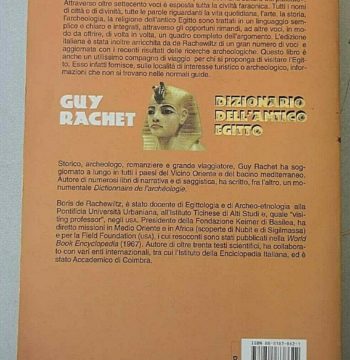 Attraverso oltre settecento voci è esposta tutta la civiltà faraonica. Tutti i nomi
di città e di divinità, tutte le parole riguardanti la vita quotidiana, l'arte, la storia,
l'archeologia, la religione dell'antico Egitto sono trattati in un linguaggio sem-
plice e chiaro e integrati, attraverso gli opportuni rimandi, ad altre voci, in mo-
do da offrire, di volta in volta, un quadro completo dell'argomento. L'edizione
italiana è stata inoltre arricchita da de Rachewiltz di un gran numero di voci e
aggiornata con i recenti risultati delle ricerche archeologiche. Questo libro è
anche un utilissimo compagno di viaggio per chi si proponga di visitare l'Egit-
to. Esso infatti fornisce, sulle località di interesse turistico o archeologico, infor-
mazioni che non si trovano nelle normali guide.
GUY
RACHET
DIZIONARIO
DELL'ANTICO
EGITTO
Storico, archeologo, romanziere e grande viaggiatore, Guy Rachet ha sog-
giornato a lungo in tutti i paesi del Vicino Oriente e del bacino mediterraneo.
Autore di numerosi libri di narrativa e di saggistica, ha scritto, fra l'altro, un mo-
numentale Dictionnaire de l'archéologie.
Boris de Rachewiltz, è stato docente di Egittologia e di Archeo-etnologia alla
Pontificia Università Urbaniana, all'Istituto Ticinese di Alti Studi e, quale "visi-
ting professor", negli USA. Presidente della Fondazione Keimer di Basilea, ha
diretto missioni in Medio Oriente e in Africa (scoperte di Nubit e di Sigilmassa)
e per la Field Foundation (USA), i cui resoconti sono stati pubblicati nella World
Book Encyclopedia (1967). Autore di oltre trenta testi scientifici, ha collabora-
to con vari enti internazionali, tra cui l'Istituto della Enciclopedia Italiana, ed è
stato Accademico di Coimbra.